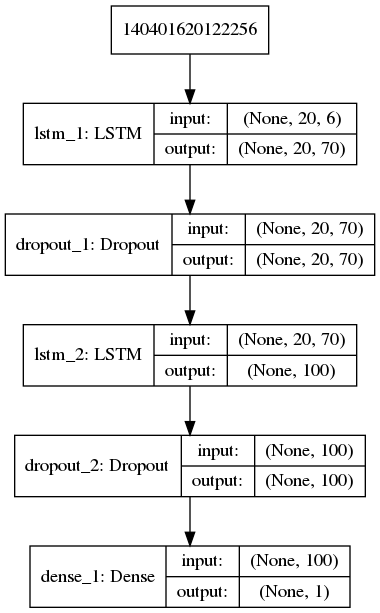 140401620122256
lstm_1: LSTM
input:
(None, 20, 6)
output:
(None, 20, 70)
dropout_1: Dropout
input:
(None, 20, 70)
output:
(None, 20, 70)
lstm_2: LSTM
input:
(None, 20, 70)
output:
(None, 100)
dropout_2: Dropout
input:
(None, 100)
output:
(None, 100)
dense_1: Dense
input:
(None, 100)
output:
(None, 1)